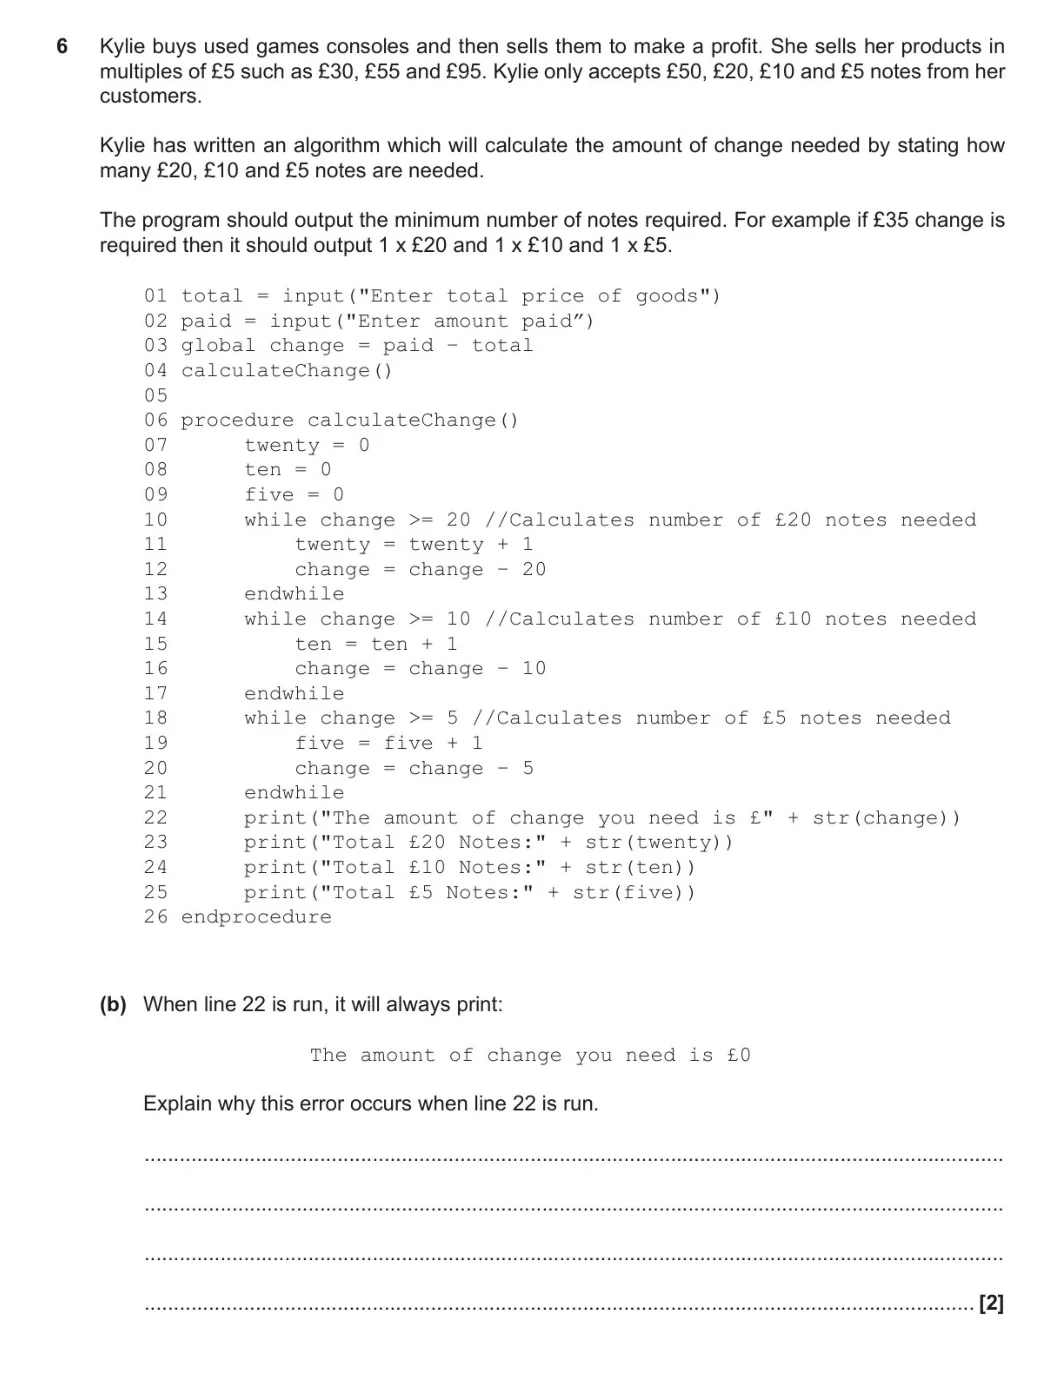 6 Kylie buys used games consoles and then sells them to make a profit. She sells her products in
multiples of £5 such as £30, £55 and £95. Kylie only accepts £50, £20, £10 and £5 notes from her
customers.
Kylie has written an algorithm which will calculate the amount of change needed by stating how
many £20, £10 and £5 notes are needed.
The program should output the minimum number of notes required. For example if £35 change is
required then it should output 1 x £20 and 1 x £10 and 1 x £5.
01 total = input("Enter total price of goods")
02 paid = input("Enter amount paid”)
03 global change = paid – total
04 calculateChange()
05
06 procedure calculateChange()
07 twenty = 0
08 ten = 0
09 five = 0
10 while change >= 20 //Calculates number of £20 notes needed
11 twenty = twenty + 1
12 change = change – 20
13 endwhile
14 while change >= 10 //Calculates number of £10 notes needed
15 ten = ten + 1
16 change = change – 10
17 endwhile
18 while change >= 5 //Calculates number of £5 notes needed
19 five = five + 1
20 change = change – 5
21 endwhile
22 print("The amount of change you need is £" + str(change))
23 print("Total £20 Notes:" + str(twenty))
24 print("Total £10 Notes:" + str(ten))
25 print("Total £5 Notes:" + str(five))
26 endprocedure
(b) When line 22 is run, it will always print:
The amount of change you need is £0
Explain why this error occurs when line 22 is run.
[2]